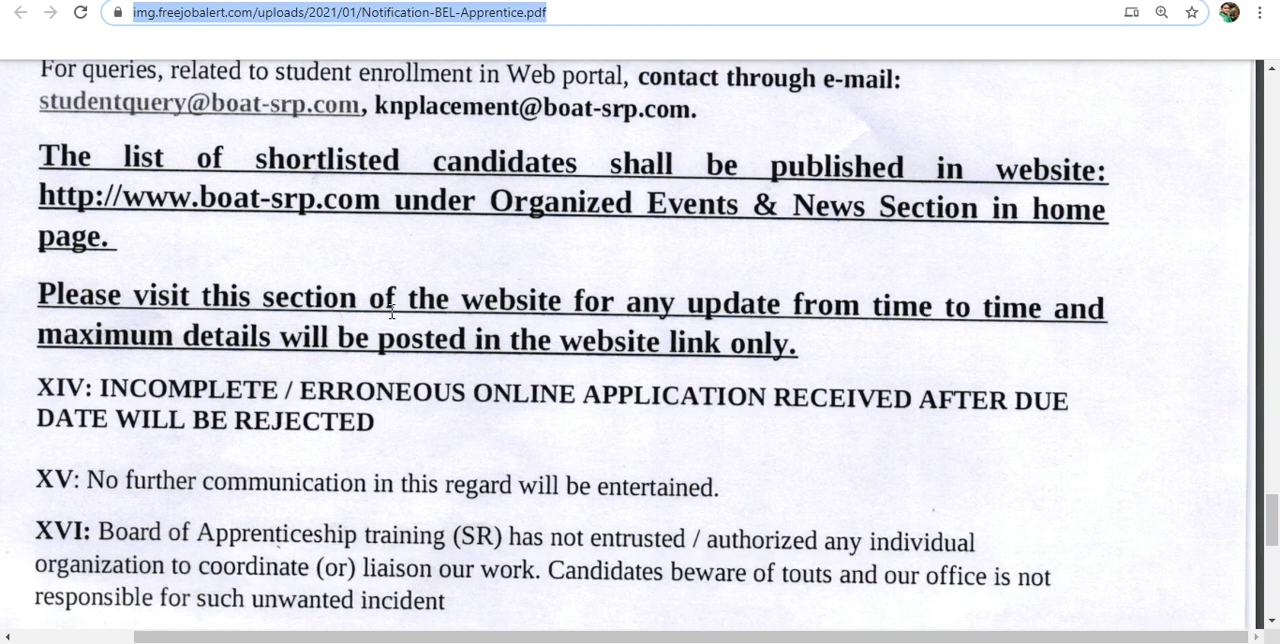 img.freejobalert.com/uploads/2021/01/Notification-BEL-Apprentice.pdf
For queries, related to student enrollment in Web portal, contact through e-mail:
studentquery@boat-srp.com, knplacement@boat-srp.com.
The list of shortlisted candidates shall be published in website:
http://www.boat-srp.com under Organized Events & News Section in home
page.
Please visit this section of the website for any update from time to time and
maximum details will be posted in the website link only.
XIV: INCOMPLETE / ERRONEOUS ONLINE APPLICATION RECEIVED AFTER DUE
DATE WILL BE REJECTED
XV: No further communication in this regard will be entertained.
XVI: Board of Apprenticeship training (SR) has not entrusted / authorized any individual
organization to coordinate (or) liaison our work. Candidates beware of touts and our office is not
responsible for such unwanted incident